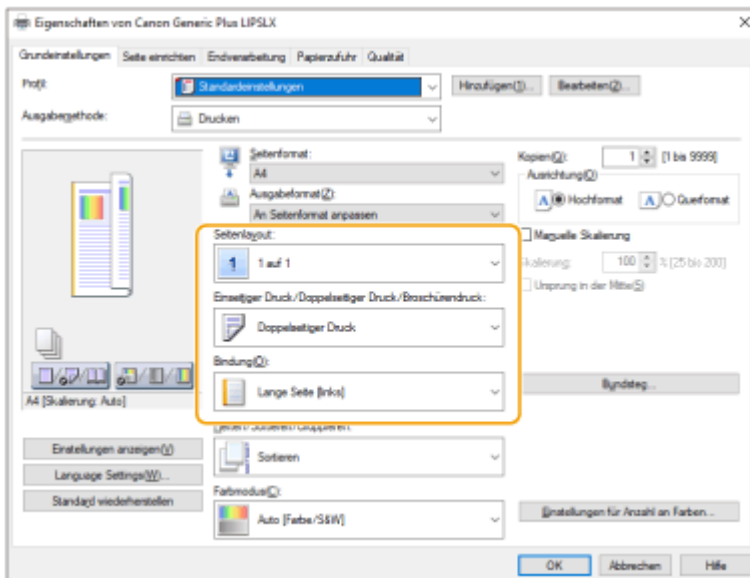 Eigenschaften von Canon Generic Plus LIPSLX
Grundeinstellungen Seite einrichten Endverarbeitung Papierzufuhr Qualität
Profil: Standardeinstellungen Hinzufügen(1)... Bearbeiten(2)...
Ausgabemethode: Drucken
Seitenformat:
A4
Kopien(Q): 1 [1 bis 9999]
Ausgabeformat(Z):
An Seitenformat anpassen
Ausrichtung(O)
A Hochformat A Querformat
Seitenlayout:
1 1 auf 1
Manuelle Skalierung
Skalierung: 100 % [25 bis 200]
Ursprung in der Mitte(S)
Einseitiger Druck/Doppelseitiger Druck/Broschürendruck:
Doppelseitiger Druck
Bindung(Q):
Lange Seite [links]
Bundsteg...
A4 [Skalierung: Auto]
Heften/Sortieren/Gruppieren:
Sortieren
Einstellungen anzeigen(V)
Language Settings(W)...
Standard wiederherstellen
Farbmodus(C):
Auto [Farbe/S&W]
Einstellungen für Anzahl an Farben...
OK Abbrechen Hilfe